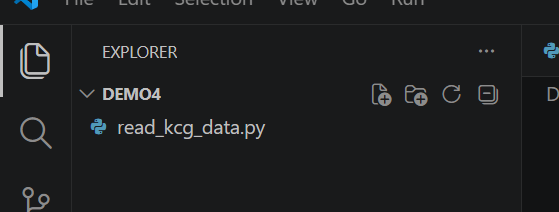 File Edit Selection View Go Run
EXPLORER
DEMO4
read_kcg_data.py
D